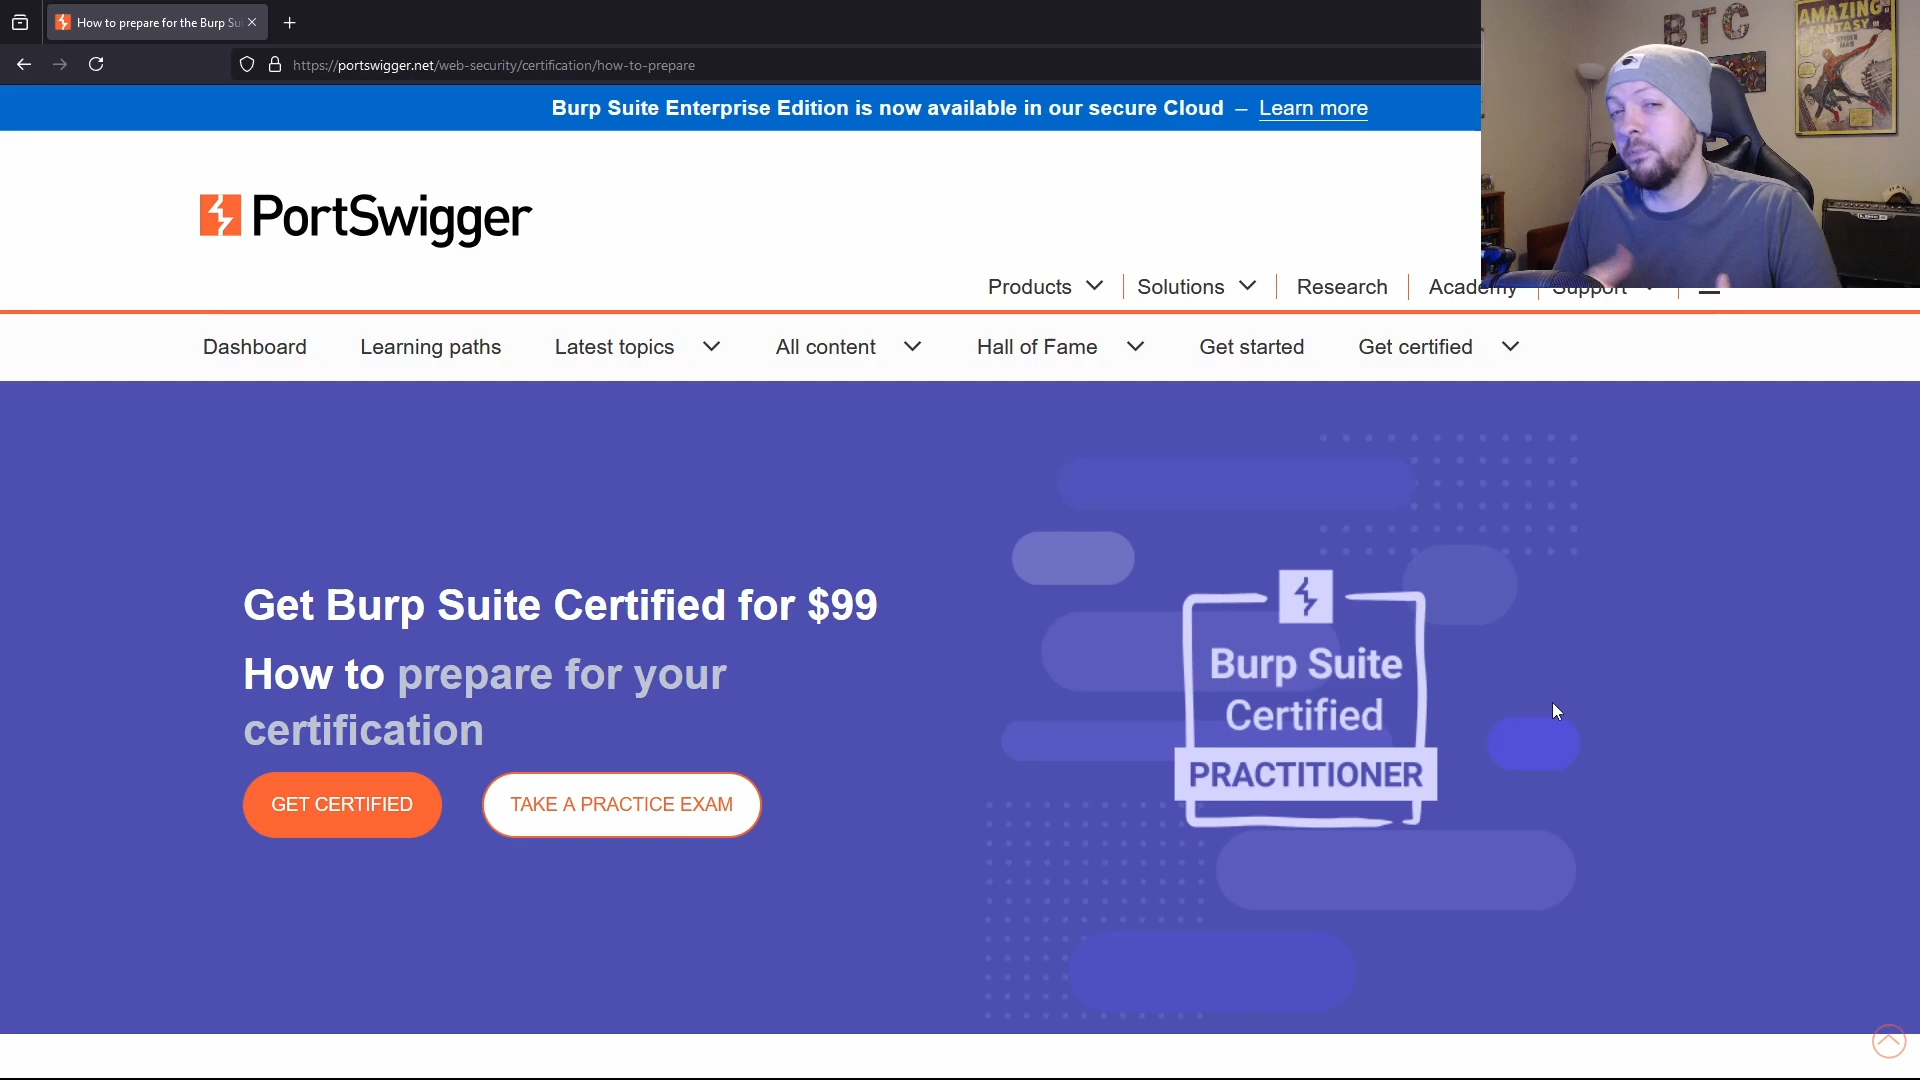 How to prepare for the Burp Su
https://portswigger.net/web-security/certification/how-to-prepare
Burp Suite Enterprise Edition is now available in our secure Cloud – Learn more
BTC
AMAZING
FANTASY
PortSwigger
Products
Solutions
Research
Academy
Support
Dashboard
Learning paths
Latest topics
All content
Hall of Fame
Get started
Get certified
Get Burp Suite Certified for $99
How to prepare for your
certification
GET CERTIFIED
TAKE A PRACTICE EXAM
Burp Suite
Certified
PRACTITIONER